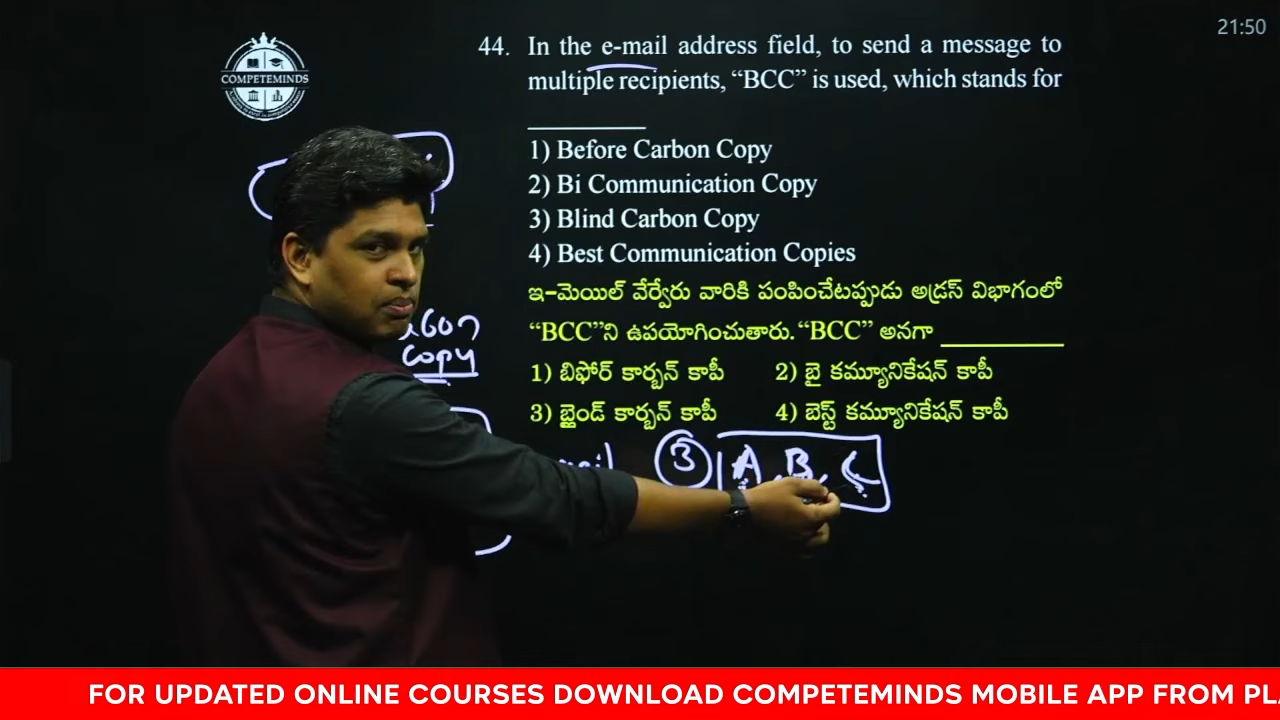 21:50
COMPETEMINDS
44. In the e-mail address field, to send a message to
multiple recipients, “BCC” is used, which stands for
__________
1) Before Carbon Copy
2) Bi Communication Copy
3) Blind Carbon Copy
4) Best Communication Copies
ఇ-మెయిల్ వేర్వేరు వారికి పంపించేటప్పుడు అడ్రస్ విభాగంలో
“BCC”ని ఉపయోగించుతారు. “BCC” అనగా __________
1) బిఫోర్ కార్బన్ కాపీ 2) బై కమ్యూనికేషన్ కాపీ
3) బ్లైండ్ కార్బన్ కాపీ 4) బెస్ట్ కమ్యూనికేషన్ కాపీ
copy
3 A, B, C
FOR UPDATED ONLINE COURSES DOWNLOAD COMPETEMINDS MOBILE APP FROM PL